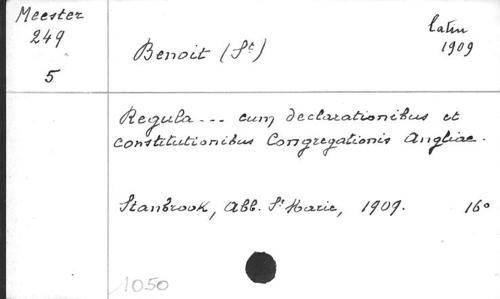 Meester
249
5
Benoit (St)
latin
1909
Regula --- cum declarationibus et
constitutionibus Congregationis Angliae.
Stanbrook, Abb. St Marie, 1909. 16°
1050